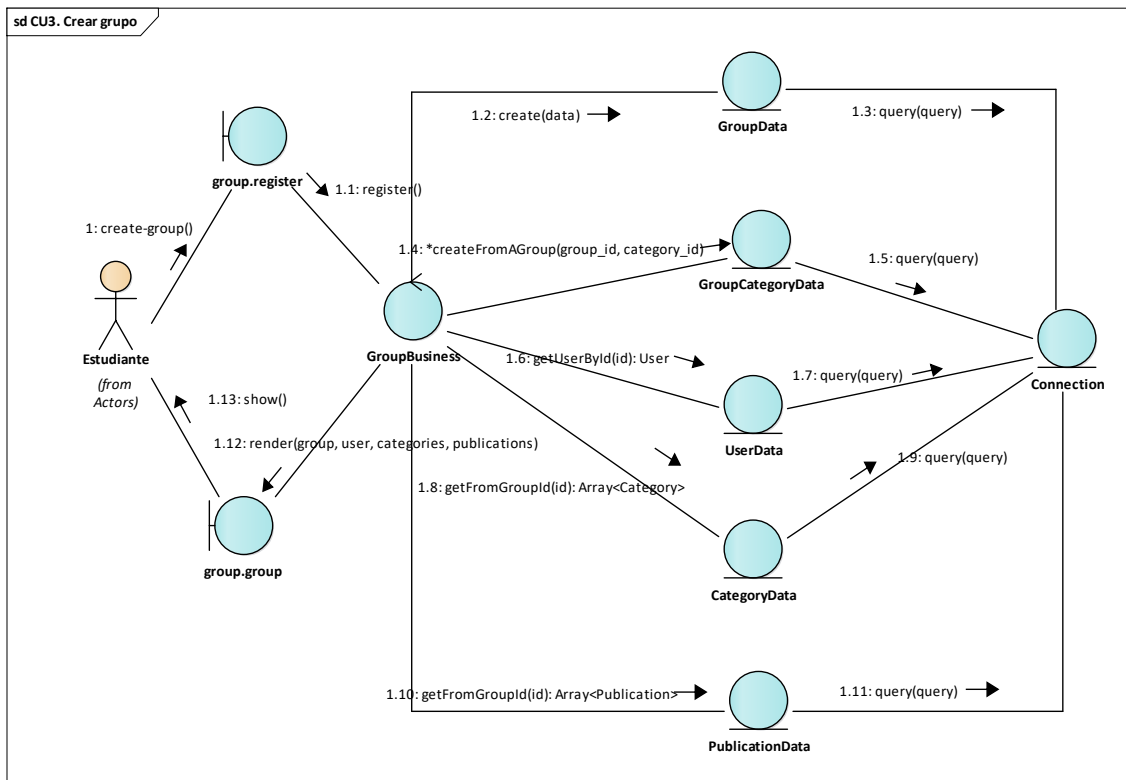 sd CU3. Crear grupo
1.2: create(data)
1.3: query(query)
GroupData
group.register
1.1: register()
1: create-group()
1.4: *createFromAGroup(group_id, category_id)
1.5: query(query)
GroupCategoryData
GroupBusiness
Estudiante
(from
Actors)
1.6: getUserById(id): User
1.7: query(query)
Connection
1.13: show()
1.12: render(group, user, categories, publications)
UserData
1.9: query(query)
1.8: getFromGroupId(id): Array<Category>
group.group
CategoryData
1.10: getFromGroupId(id): Array<Publication>
1.11: query(query)
PublicationData